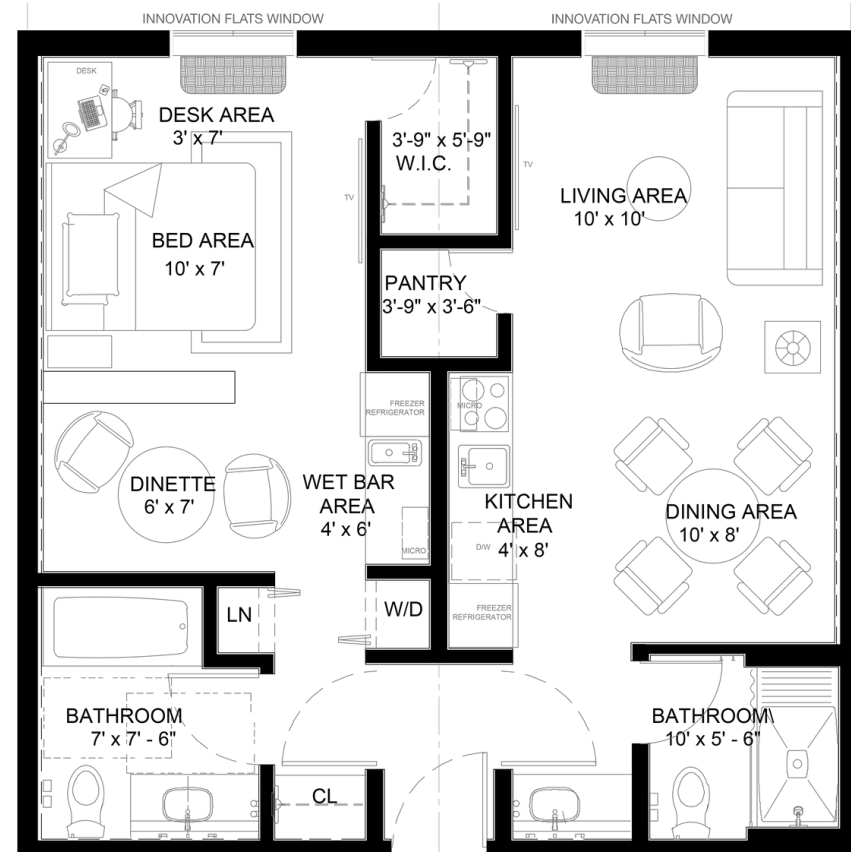 INNOVATION FLATS WINDOW
INNOVATION FLATS WINDOW
DESK
DESK AREA
3' x 7'
3'-9" x 5'-9"
W.I.C.
TV
TV
LIVING AREA
10' x 10'
BED AREA
10' x 7'
PANTRY
3'-9" x 3'-6"
FREEZER
REFRIGERATOR
MICRO
DINETTE
6' x 7'
WET BAR
AREA
4' x 6'
MICRO
KITCHEN
AREA
4' x 8'
D/W
DINING AREA
10' x 8'
LN
W/D
FREEZER
REFRIGERATOR
BATHROOM
7' x 7' - 6"
BATHROOM\
10' x 5' - 6"
CL